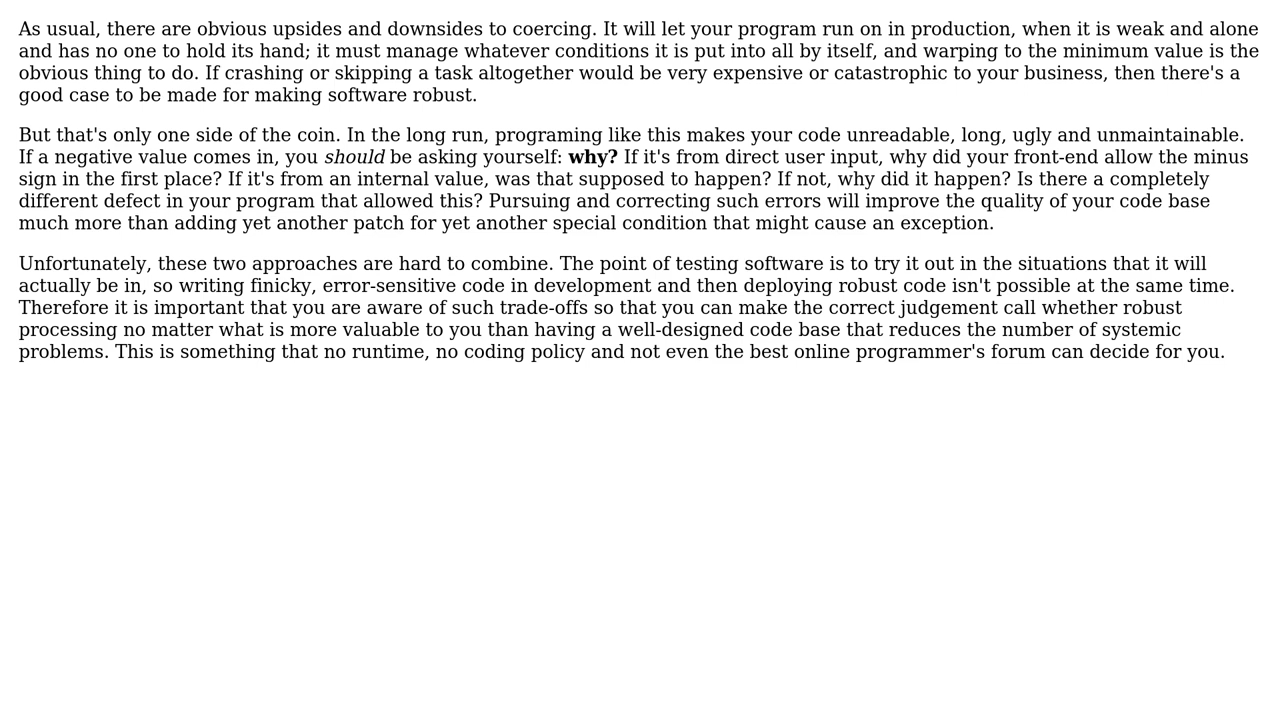 As usual, there are obvious upsides and downsides to coercing. It will let your program run on in production, when it is weak and alone
and has no one to hold its hand; it must manage whatever conditions it is put into all by itself, and warping to the minimum value is the
obvious thing to do. If crashing or skipping a task altogether would be very expensive or catastrophic to your business, then there's a
good case to be made for making software robust.
But that's only one side of the coin. In the long run, programing like this makes your code unreadable, long, ugly and unmaintainable.
If a negative value comes in, you should be asking yourself: why? If it's from direct user input, why did your front-end allow the minus
sign in the first place? If it's from an internal value, was that supposed to happen? If not, why did it happen? Is there a completely
different defect in your program that allowed this? Pursuing and correcting such errors will improve the quality of your code base
much more than adding yet another patch for yet another special condition that might cause an exception.
Unfortunately, these two approaches are hard to combine. The point of testing software is to try it out in the situations that it will
actually be in, so writing finicky, error-sensitive code in development and then deploying robust code isn't possible at the same time.
Therefore it is important that you are aware of such trade-offs so that you can make the correct judgement call whether robust
processing no matter what is more valuable to you than having a well-designed code base that reduces the number of systemic
problems. This is something that no runtime, no coding policy and not even the best online programmer's forum can decide for you.